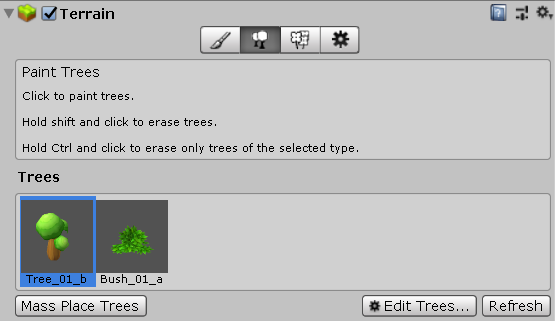 Terrain
Paint Trees
Click to paint trees.
Hold shift and click to erase trees.
Hold Ctrl and click to erase only trees of the selected type.
Trees
Tree_01_b Bush_01_a
Mass Place Trees Edit Trees... Refresh